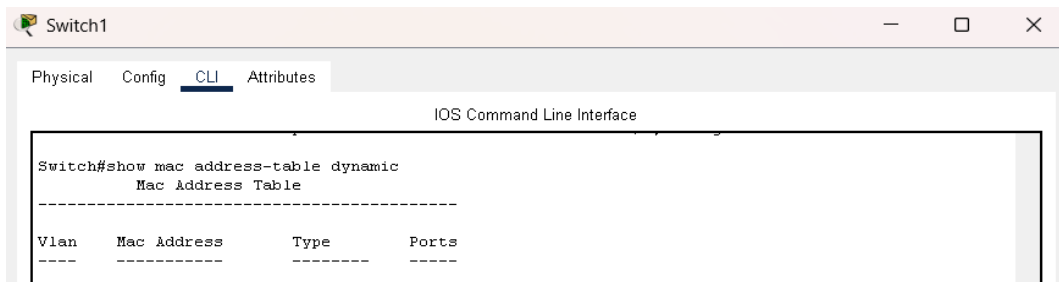 Switch1
Physical Config CLI Attributes
IOS Command Line Interface
Switch#show mac address-table dynamic
Mac Address Table
-------------------------------------------
Vlan Mac Address Type Ports
---- ----------- -------- -----